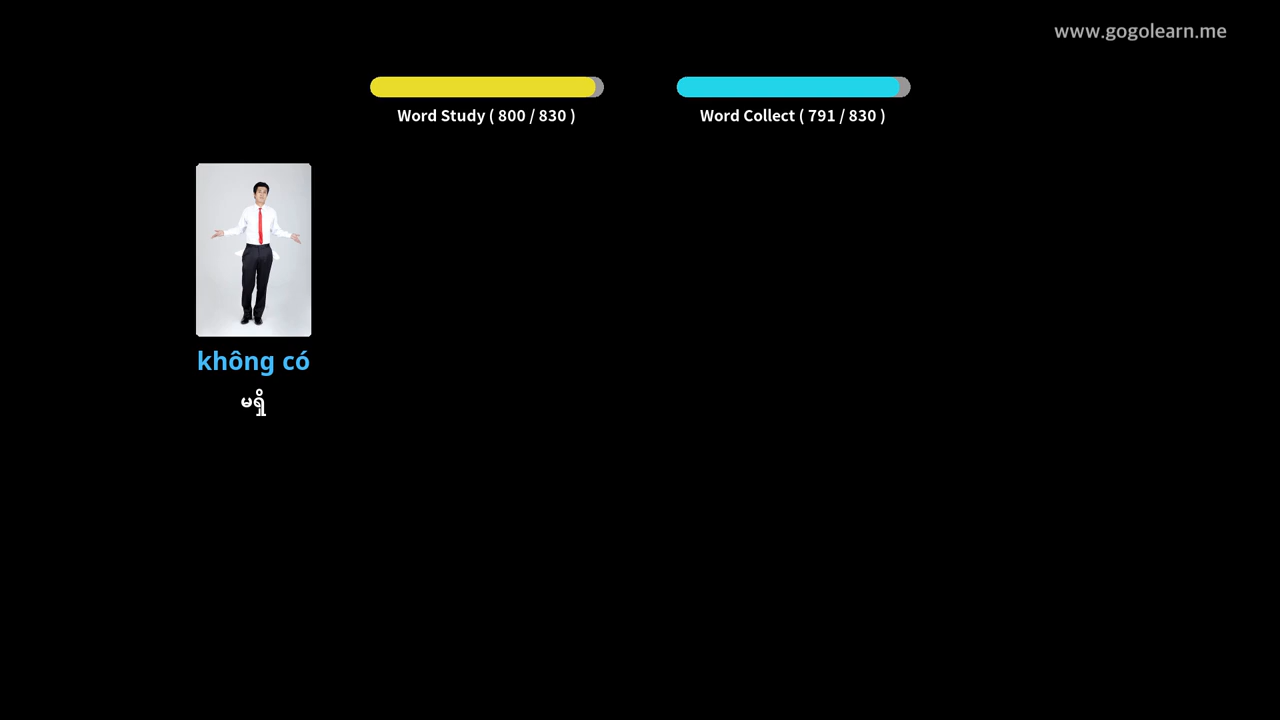 www.gogolearn.me
Word Study ( 800 / 830 )
Word Collect ( 791 / 830 )
không có
မရှိ